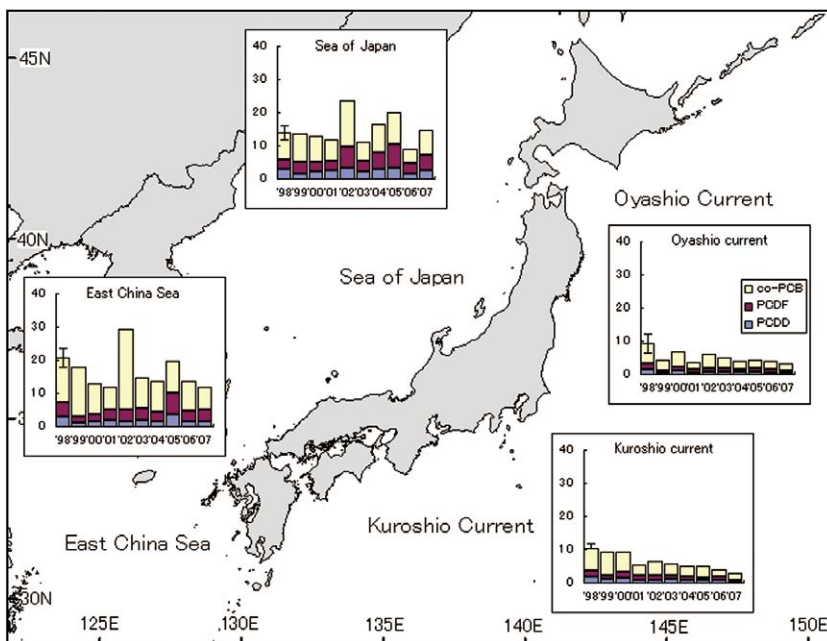 45N
40N
30N
125E
130E
135E
140E
145E
150E
Sea of Japan
40
30
20
10
0
'98'99'00'01'02'03'04'05'06'07
East China Sea
40
30
20
10
0
'98'99'00'01'02'03'04'05'06'07
Sea of Japan
Oyashio Current
Oyashio current
40
30
20
10
0
co-PCB
PCDF
PCDD
'98'99'00'01'02'03'04'05'06'07
Kuroshio current
40
30
20
10
0
'98'99'00'01'02'03'04'05'06'07
Kuroshio Current
East China Sea